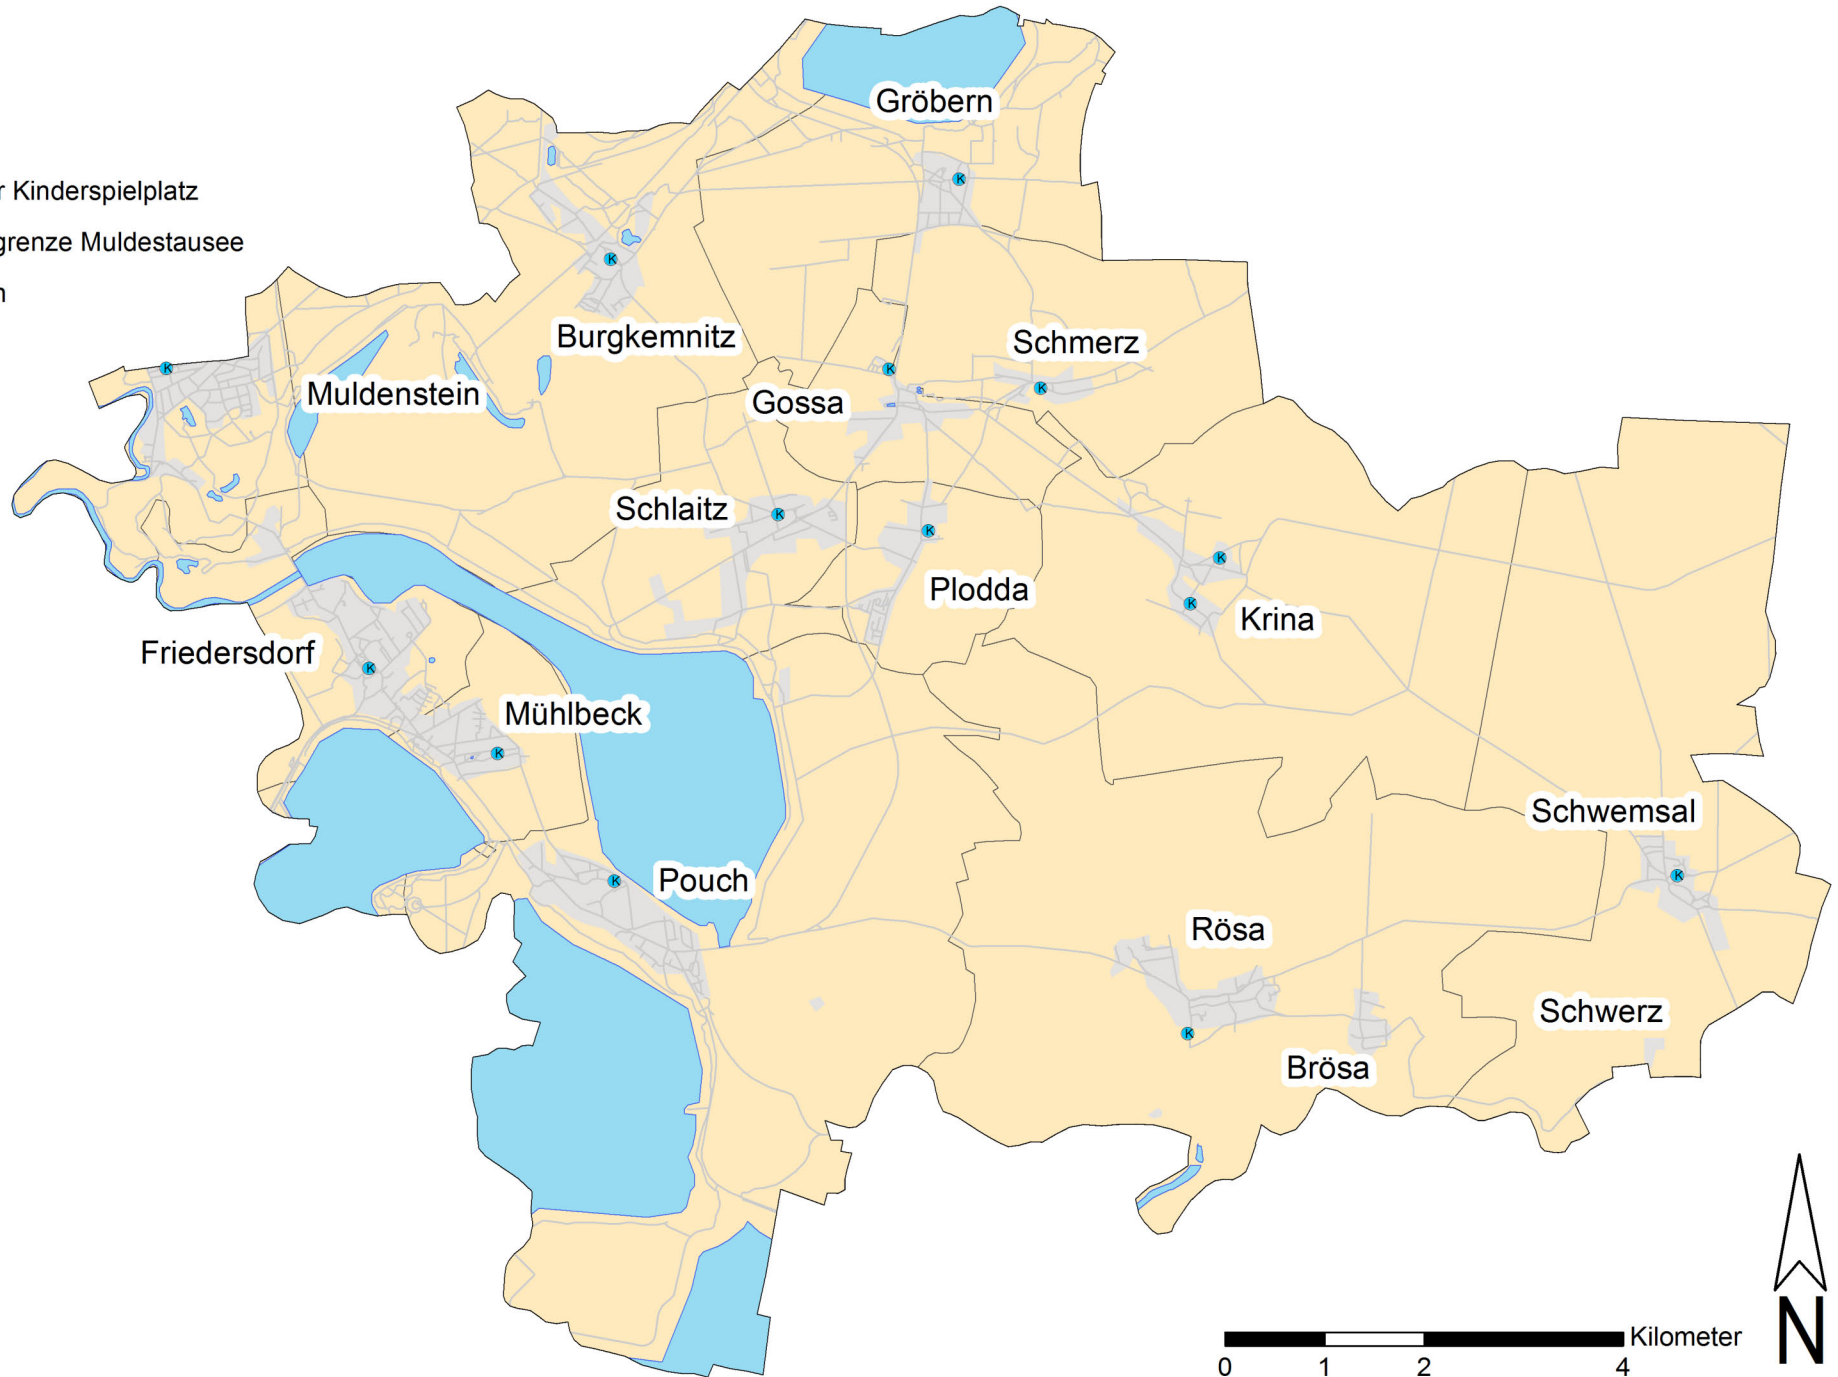 Gröbern
r Kinderspielplatz
K
grenze Muldestausee
K
n
Burgkemnitz
Schmerz
K
K
Muldenstein
K
Gossa
Schlaitz
K
K
K
Plodda
K
Krina
Friedersdorf
K
Mühlbeck
K
Schwemsal
K
Pouch
K
Rösa
Schwerz
K
Brösa
Kilometer
0 1 2 4
N